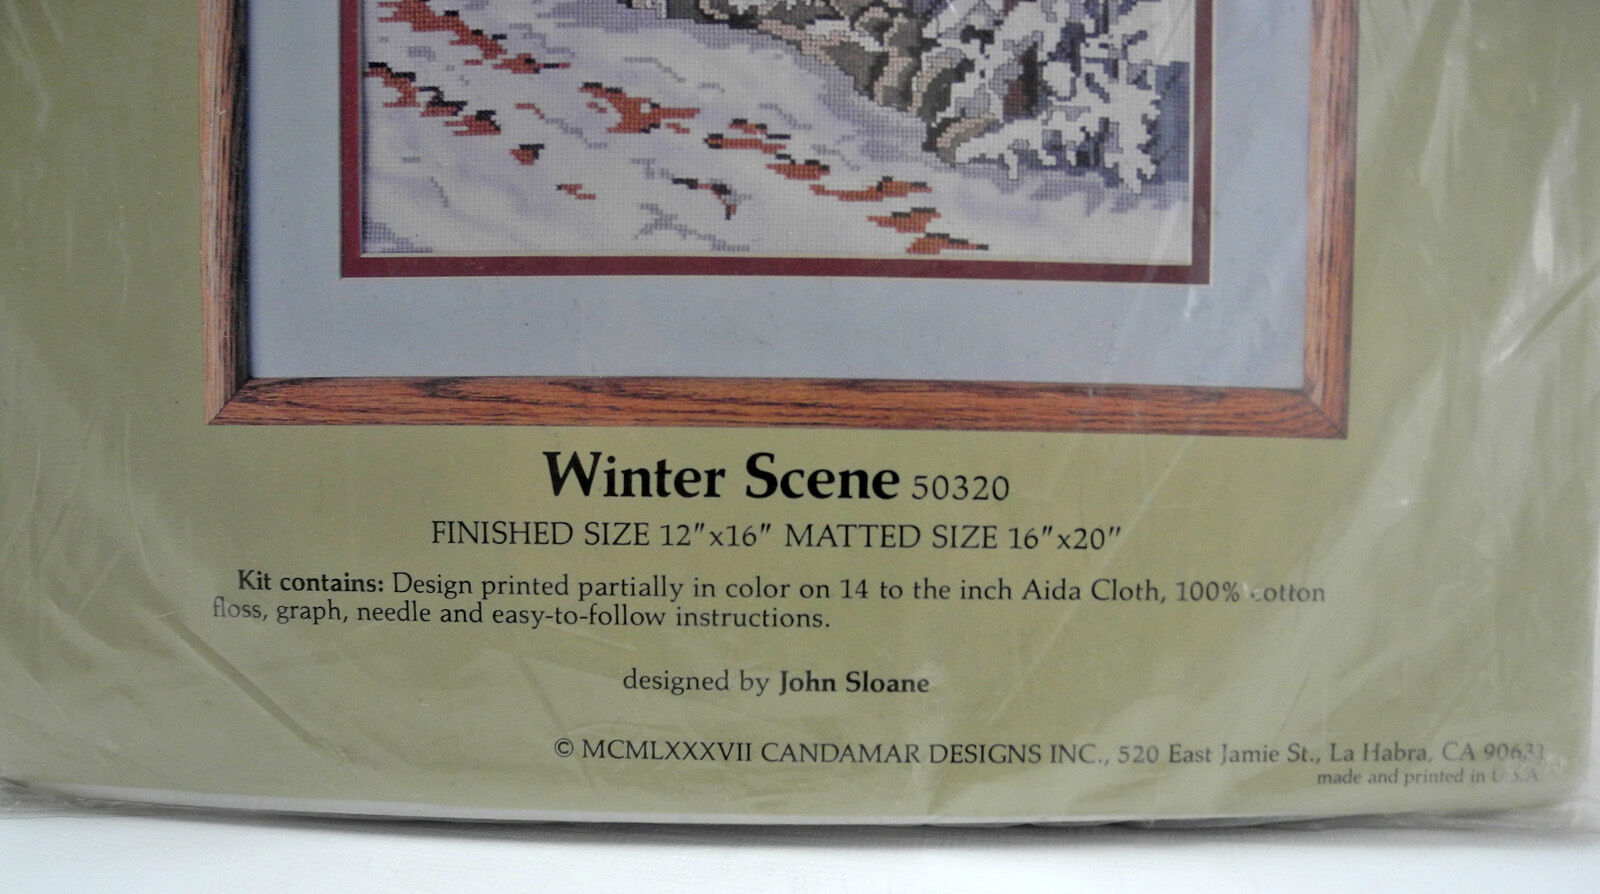 Winter Scene 50320
FINISHED SIZE 12"x16" MATTED SIZE 16"x20"
Kit contains: Design printed partially in color on 14 to the inch Aida Cloth, 100% cotton
floss, graph, needle and easy-to-follow instructions.
designed by John Sloane
© MCMLXXXVII CANDAMAR DESIGNS INC., 520 East Jamie St., La Habra, CA 90631
made and printed in U.S.A.